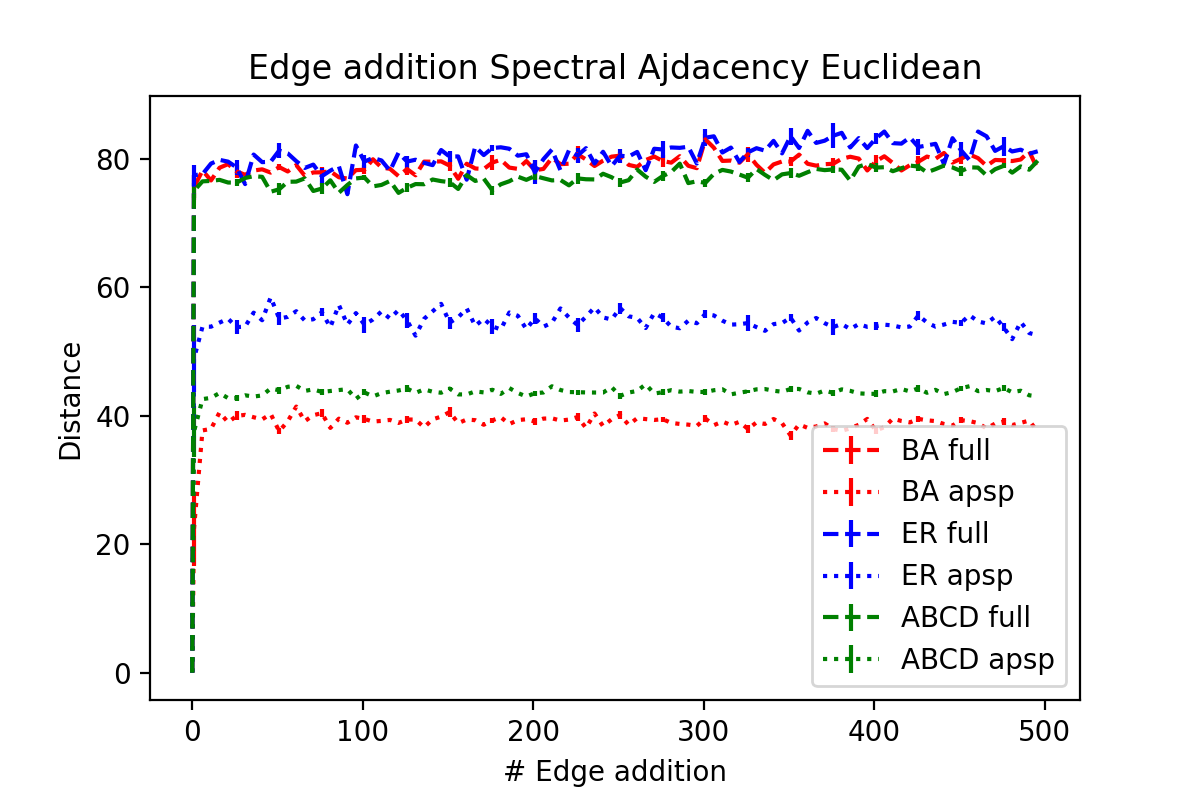 Edge addition Spectral Ajdacency Euclidean
80
60
40
20
0
Distance
BA full
BA apsp
ER full
ER apsp
ABCD full
ABCD apsp
0 100 200 300 400 500
# Edge addition